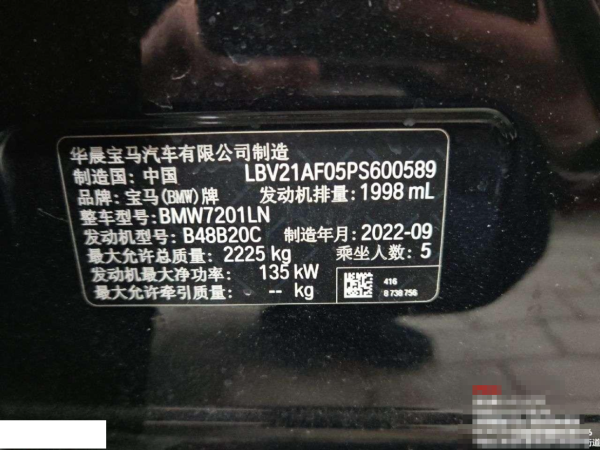 华晨宝马汽车有限公司制造
制造国: 中国 LBV21AF05PS600589
品牌: 宝马(BMW)牌 发动机排量: 1998 mL
整车型号: BMW7201LN
发动机型号: B48B20C 制造年月: 2022-09
最大允许总质量: 2225 kg 乘坐人数: 5
发动机最大净功率: 135 kW
最大允许牵引质量: -- kg
416
8 738 756
马
街道